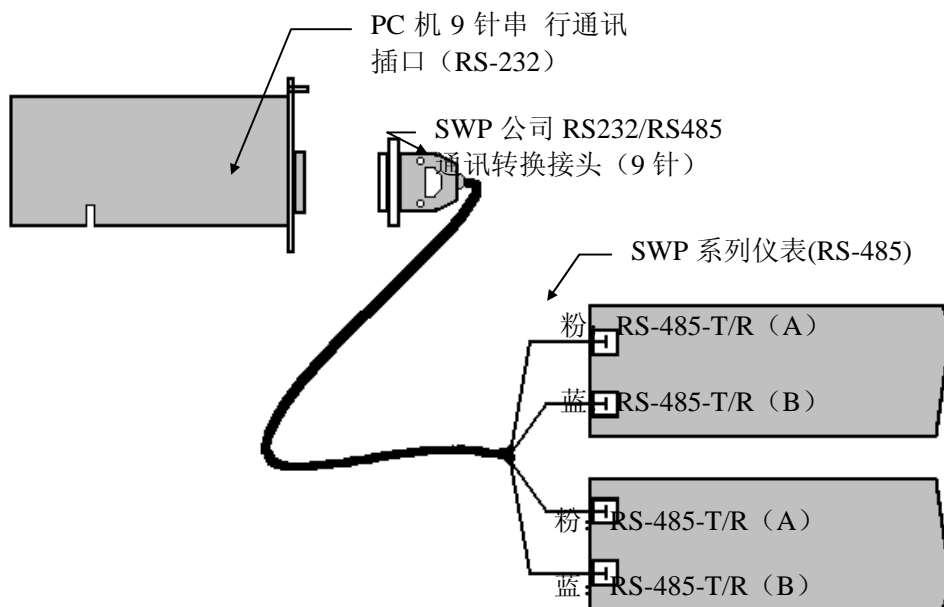 PC 机 9 针串 行通讯
插口（RS-232）
SWP 公司 RS232/RS485
通讯转换接头（9 针）
SWP 系列仪表(RS-485)
粉: RS-485-T/R（A）
蓝: RS-485-T/R（B）
粉: RS-485-T/R（A）
蓝: RS-485-T/R（B）